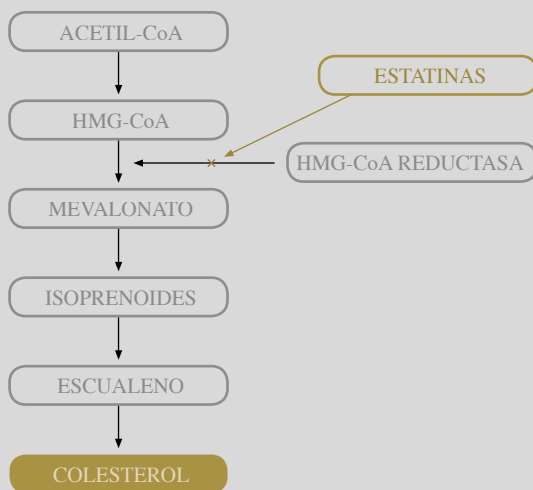 ACETIL-CoA
ESTATINAS
HMG-CoA
HMG-CoA REDUCTASA
MEVALONATO
ISOPRENOIDES
ESCUALENO
COLESTEROL